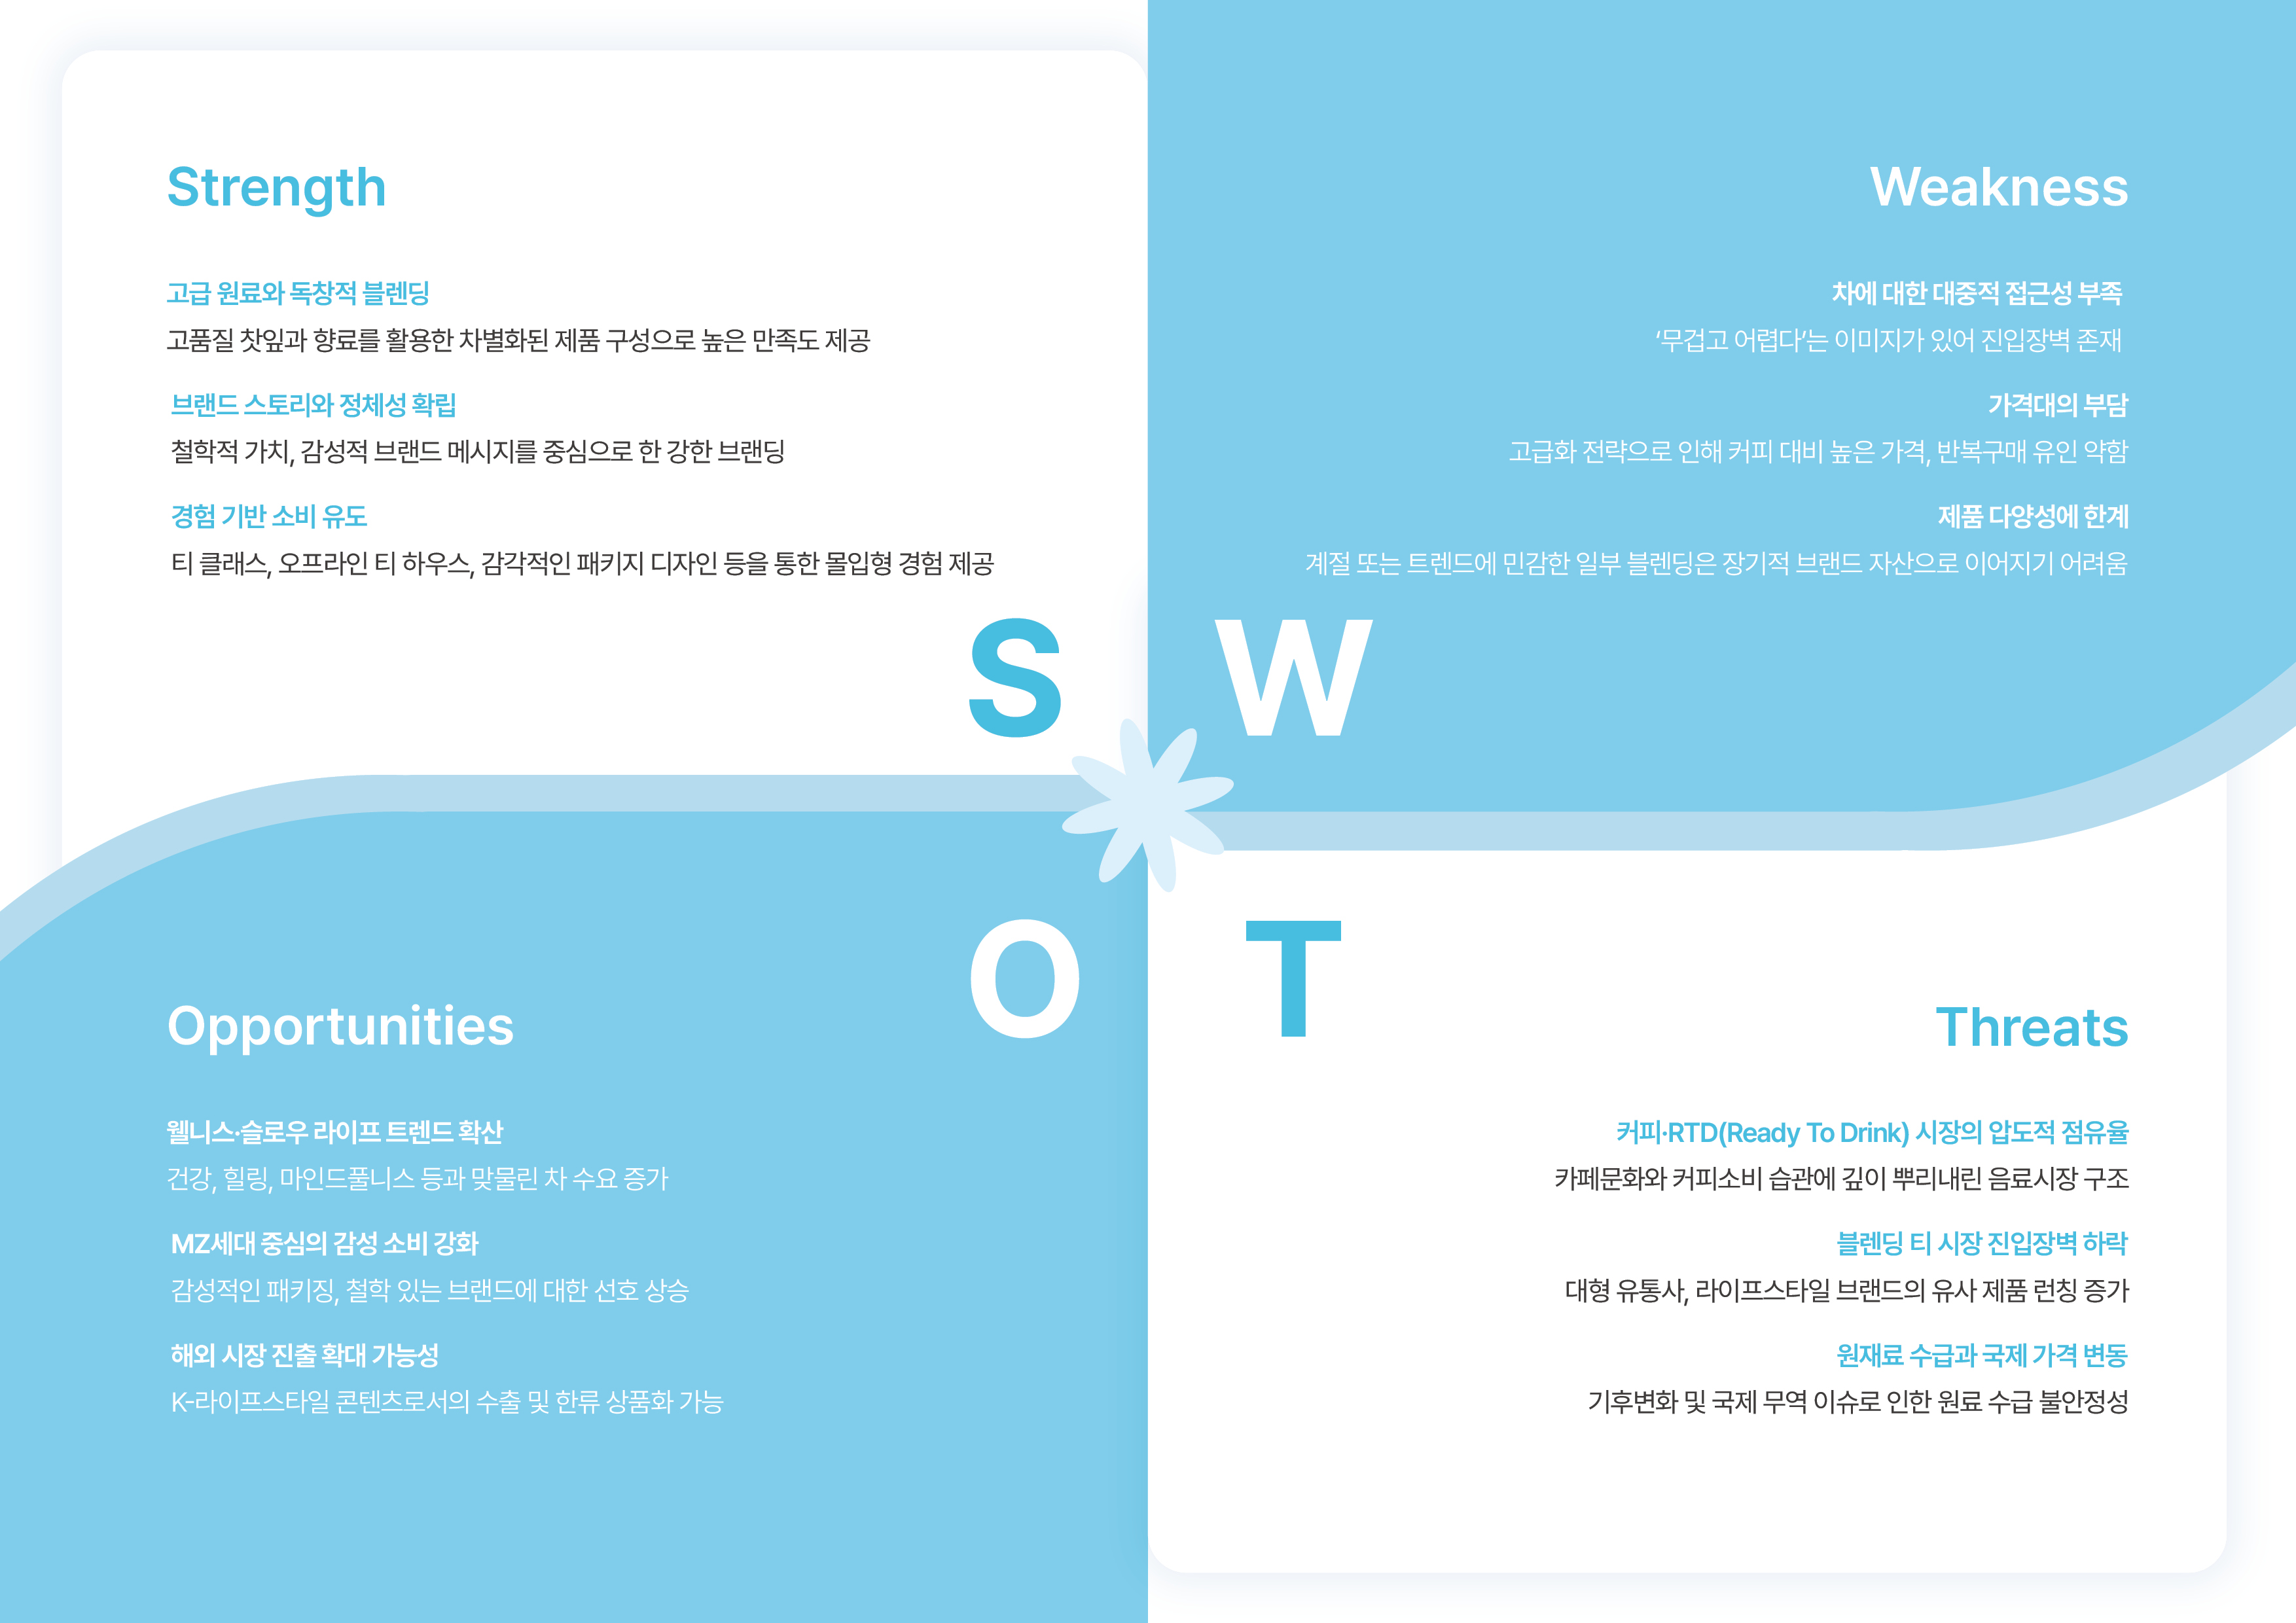 Strength
고급 원료와 독창적 블렌딩
고품질 찻잎과 향료를 활용한 차별화된 제품 구성으로 높은 만족도 제공
브랜드 스토리와 정체성 확립
철학적 가치, 감성적 브랜드 메시지를 중심으로 한 강한 브랜딩
경험 기반 소비 유도
티 클래스, 오프라인 티 하우스, 감각적인 패키지 디자인 등을 통한 몰입형 경험 제공
S
Weakness
차에 대한 대중적 접근성 부족
‘무겁고 어렵다’는 이미지가 있어 진입장벽 존재
가격대의 부담
고급화 전략으로 인해 커피 대비 높은 가격, 반복구매 유인 약함
제품 다양성에 한계
계절 또는 트렌드에 민감한 일부 블렌딩은 장기적 브랜드 자산으로 이어지기 어려움
W
O
Opportunities
웰니스·슬로우 라이프 트렌드 확산
건강, 힐링, 마인드풀니스 등과 맞물린 차 수요 증가
MZ세대 중심의 감성 소비 강화
감성적인 패키징, 철학 있는 브랜드에 대한 선호 상승
해외 시장 진출 확대 가능성
K-라이프스타일 콘텐츠로서의 수출 및 한류 상품화 가능
T
Threats
커피·RTD(Ready To Drink) 시장의 압도적 점유율
카페문화와 커피소비 습관에 깊이 뿌리내린 음료시장 구조
블렌딩 티 시장 진입장벽 하락
대형 유통사, 라이프스타일 브랜드의 유사 제품 런칭 증가
원재료 수급과 국제 가격 변동
기후변화 및 국제 무역 이슈로 인한 원료 수급 불안정성